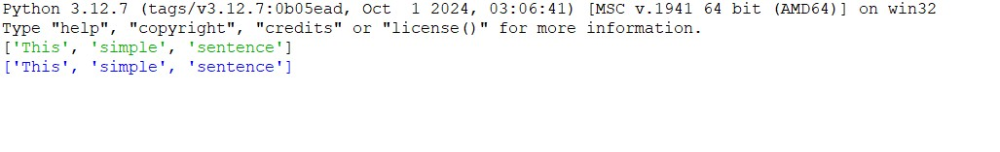 Python 3.12.7 (tags/v3.12.7:0b05ead, Oct  1 2024, 03:06:41) [MSC v.1941 64 bit (AMD64)] on win32
Type "help", "copyright", "credits" or "license()" for more information.
['This', 'simple', 'sentence']
['This', 'simple', 'sentence']